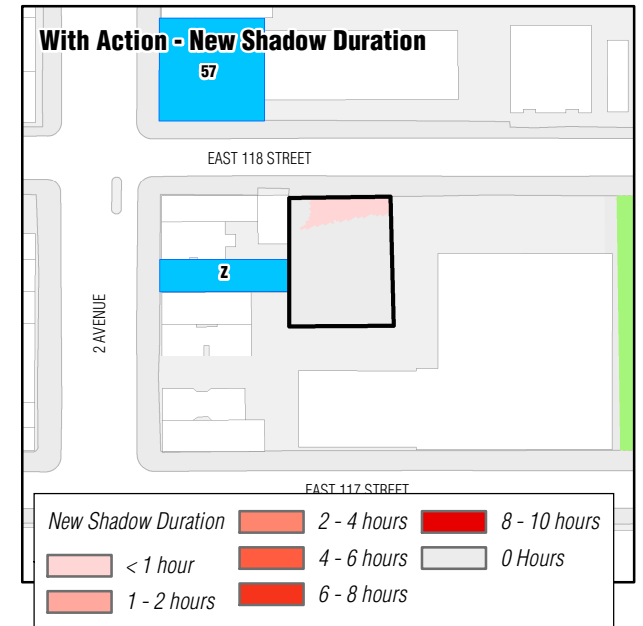 With Action - New Shadow Duration
57
EAST 118 STREET
Z
2 AVENUE
EAST 117 STREET
New Shadow Duration
< 1 hour
1 - 2 hours
2 - 4 hours
4 - 6 hours
6 - 8 hours
8 - 10 hours
0 Hours